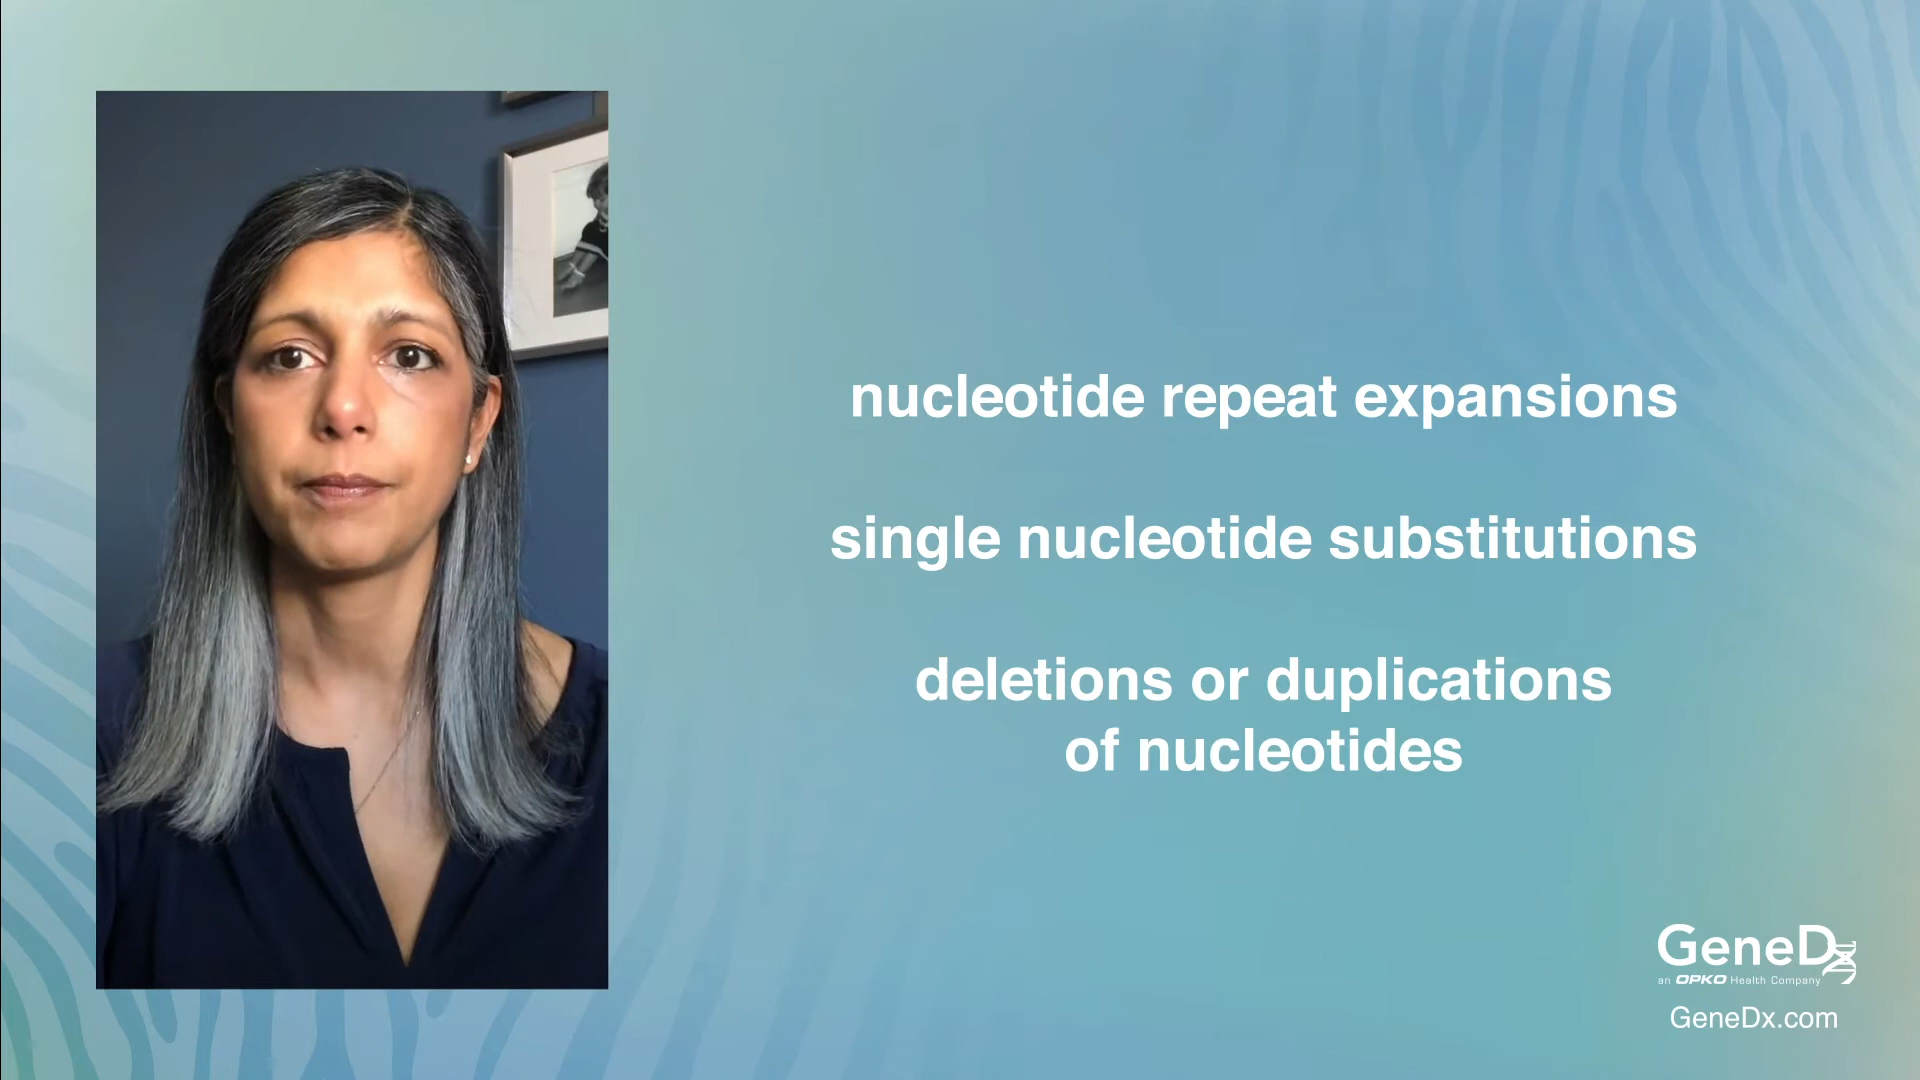 nucleotide repeat expansions
single nucleotide substitutions
deletions or duplications
of nucleotides
GeneDx
an OPKO Health Company
GeneDx.com